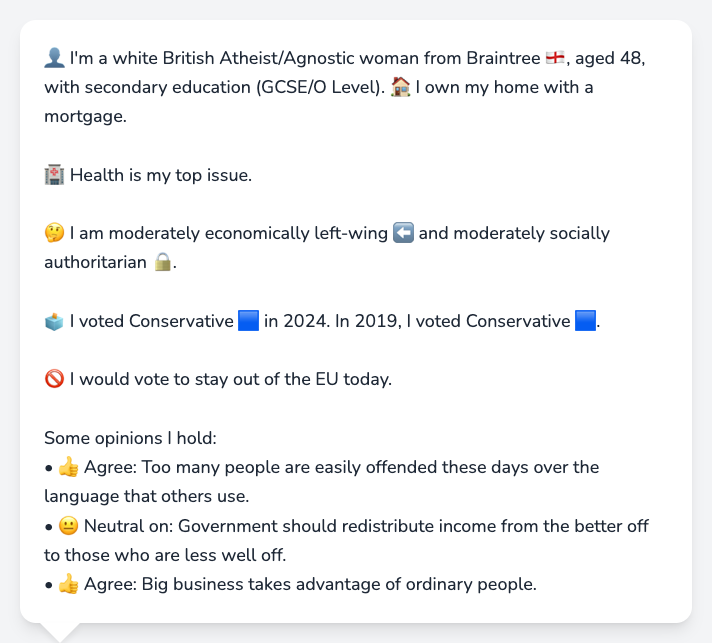 👤 I'm a white British Atheist/Agnostic woman from Braintree 🏴󠁧󠁢󠁥󠁮󠁧󠁿, aged 48,
with secondary education (GCSE/O Level). 🏠 I own my home with a
mortgage.
🏥 Health is my top issue.
🤔 I am moderately economically left-wing ⬅️ and moderately socially
authoritarian 🔒.
🗳️ I voted Conservative 🟦 in 2024. In 2019, I voted Conservative 🟦.
🚫 I would vote to stay out of the EU today.
Some opinions I hold:
• 👍 Agree: Too many people are easily offended these days over the
language that others use.
• 😐 Neutral on: Government should redistribute income from the better off
to those who are less well off.
• 👍 Agree: Big business takes advantage of ordinary people.